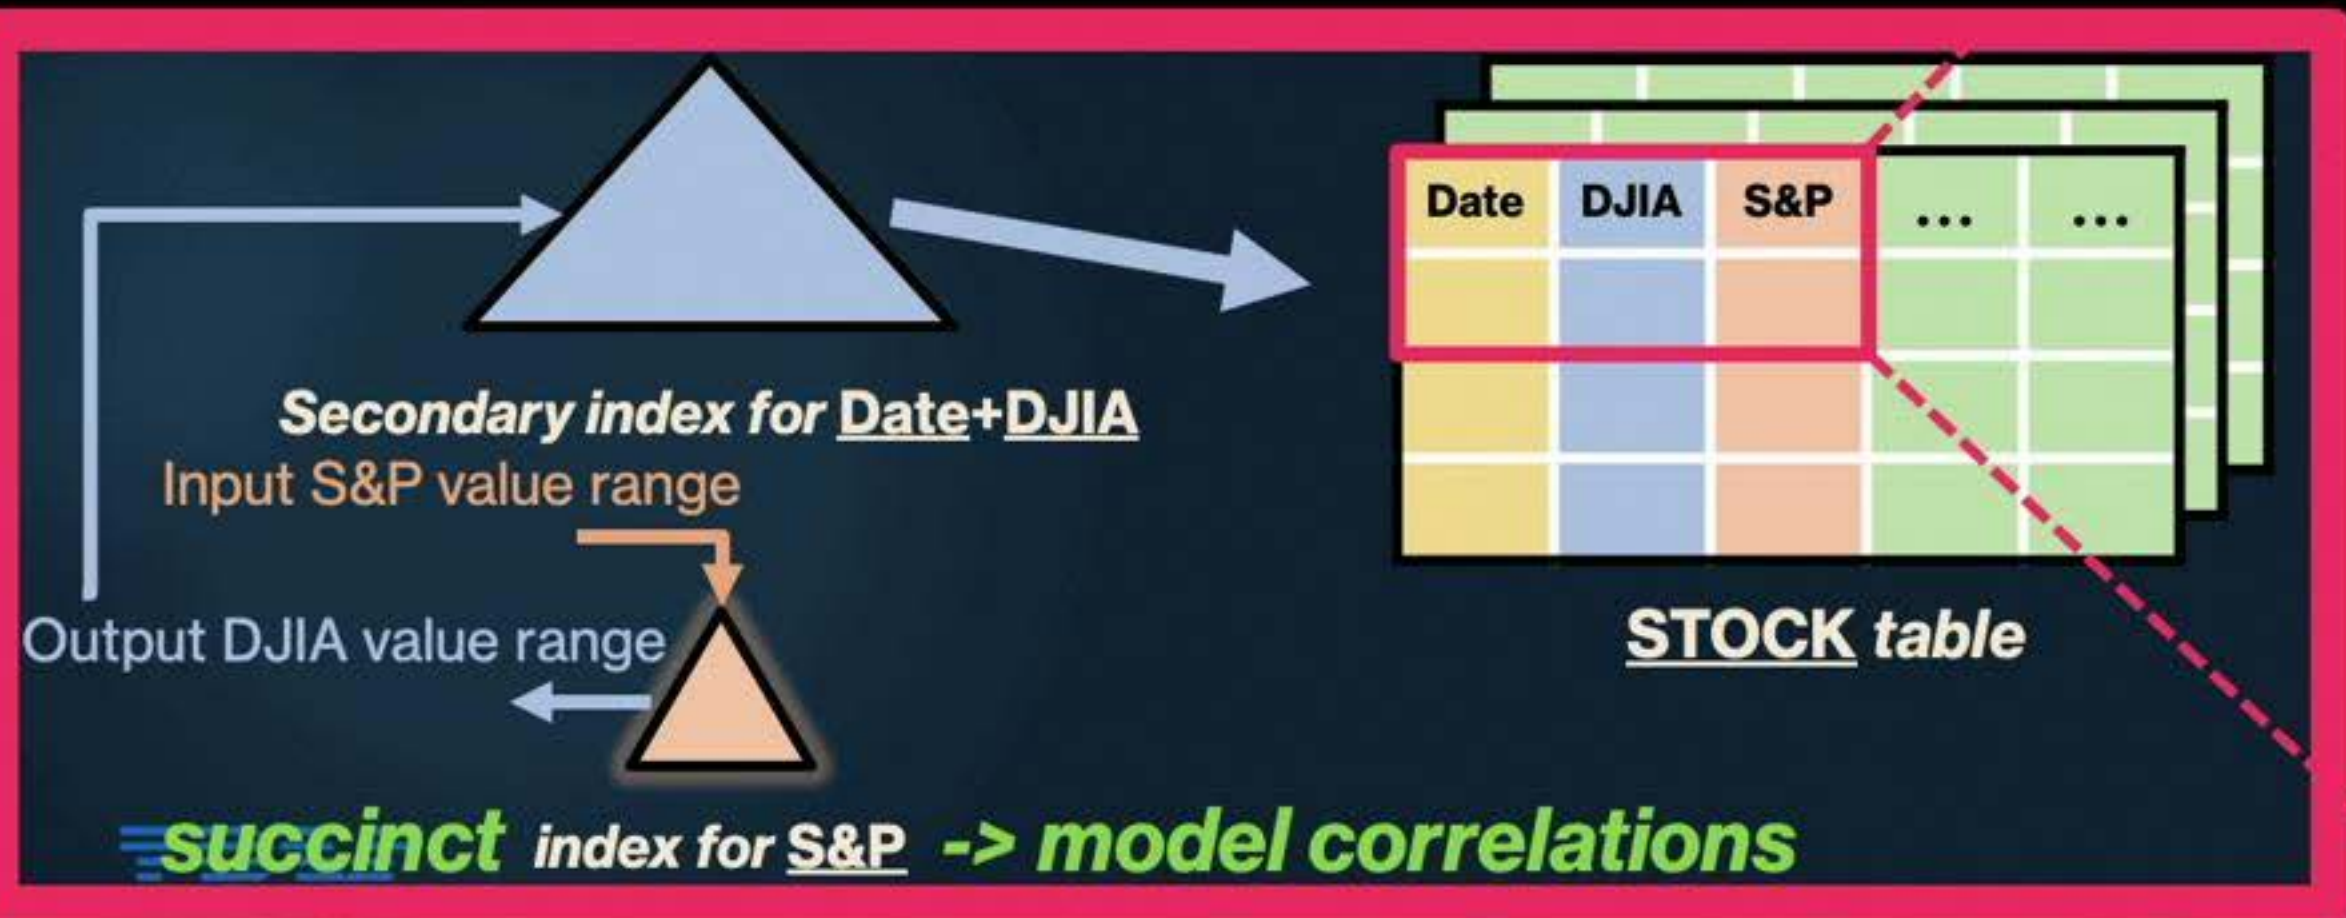 Date DJIA S&P ... ...
Secondary index for Date+DJIA
Input S&P value range
Output DJIA value range
STOCK table
succinct index for S&P -> model correlations